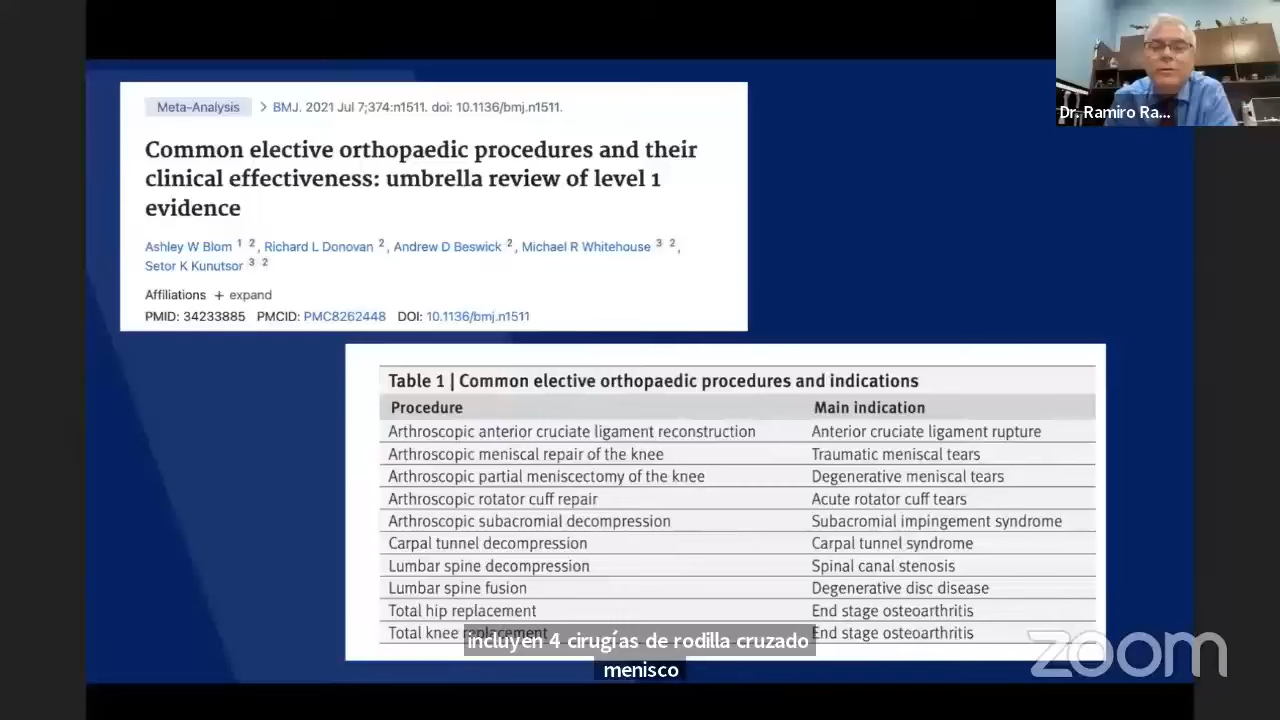 Meta-Analysis > BMJ. 2021 Jul 7;374:n1511. doi: 10.1136/bmj.n1511.
Common elective orthopaedic procedures and their
clinical effectiveness: umbrella review of level 1
evidence
Ashley W Blom 1 2, Richard L Donovan 2, Andrew D Beswick 2, Michael R Whitehouse 3 2,
Setor K Kunutsor 3 2
Affiliations + expand
PMID: 34233885 PMCID: PMC8262448 DOI: 10.1136/bmj.n1511
Dr. Ramiro Ra...
Table 1 | Common elective orthopaedic procedures and indications
Procedure Main indication
Arthroscopic anterior cruciate ligament reconstruction Anterior cruciate ligament rupture
Arthroscopic meniscal repair of the knee Traumatic meniscal tears
Arthroscopic partial meniscectomy of the knee Degenerative meniscal tears
Arthroscopic rotator cuff repair Acute rotator cuff tears
Arthroscopic subacromial decompression Subacromial impingement syndrome
Carpal tunnel decompression Carpal tunnel syndrome
Lumbar spine decompression Spinal canal stenosis
Lumbar spine fusion Degenerative disc disease
Total hip replacement End stage osteoarthritis
Total knee replacement End stage osteoarthritis
incluyen 4 cirugías de rodilla cruzado
menisco
zoom